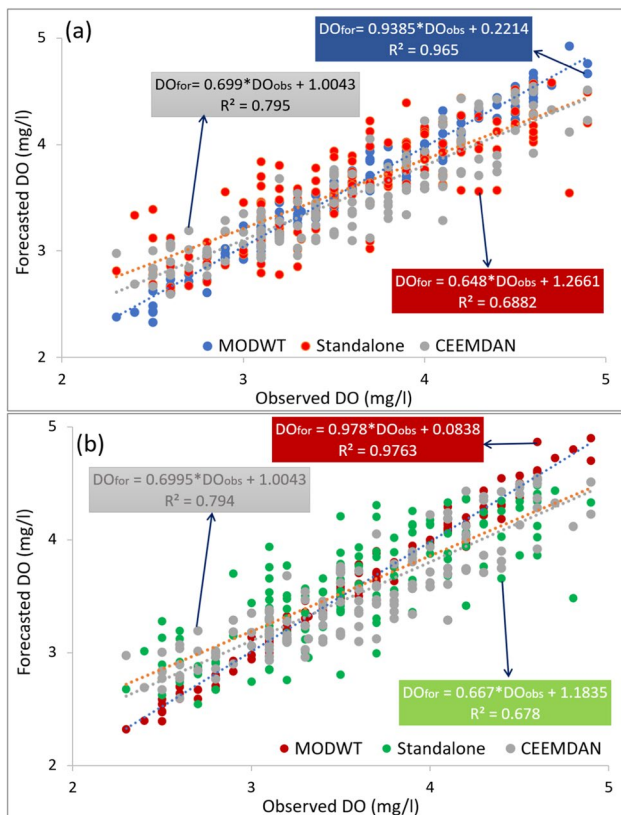 (a)
DOfor= 0.9385*DOobs + 0.2214
R² = 0.965
DOfor= 0.699*DOobs + 1.0043
R² = 0.795
DOfor= 0.648*DOobs + 1.2661
R² = 0.6882
5
4
3
2
Forecasted DO (mg/l)
MODWT Standalone CEEMDAN
2 3 4 5
Observed DO (mg/l)
(b)
DOfor= 0.978*DOobs + 0.0838
R² = 0.9763
DOfor= 0.6995*DOobs + 1.0043
R² = 0.794
DOfor= 0.667*DOobs + 1.1835
R² = 0.678
5
4
3
2
Forecasted DO (mg/l)
MODWT Standalone CEEMDAN
2 3 4 5
Observed DO (mg/l)